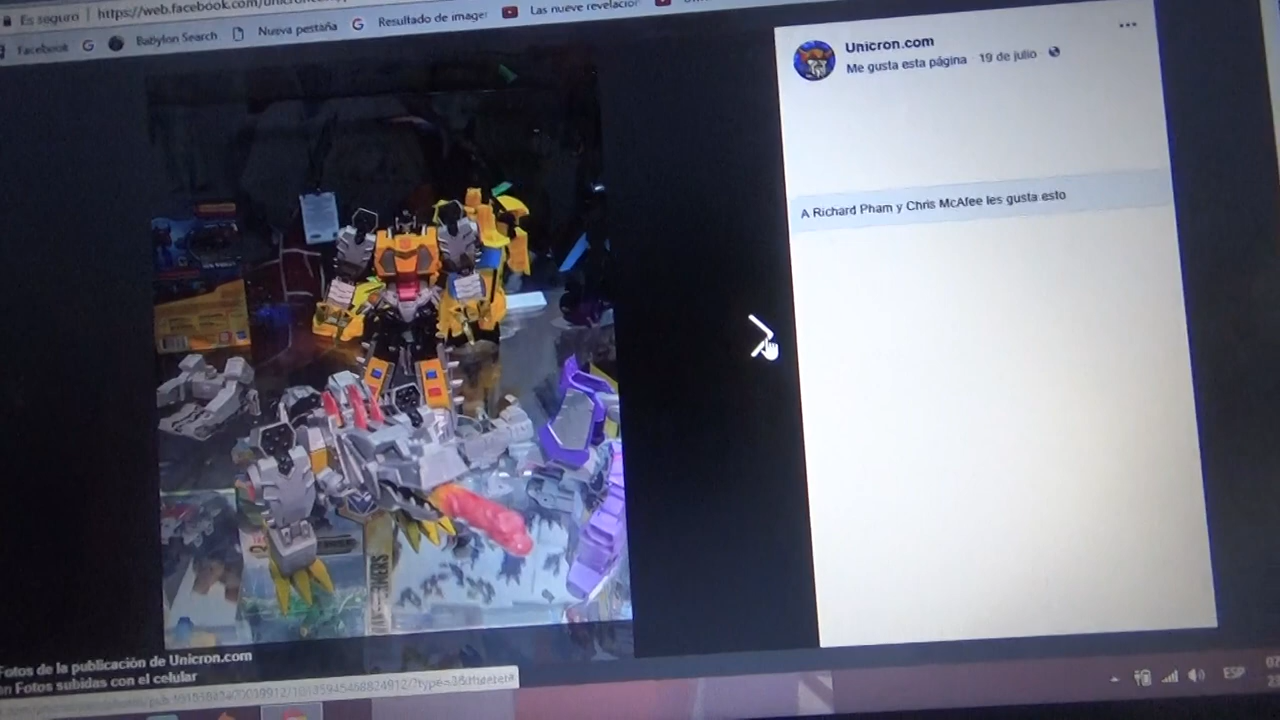 Es seguro | https://web.facebook.com/
Facebook
Babylon Search
Nueva pestaña
Resultado de image
Las nueve revelacior
Unicron.com
Me gusta esta página · 19 de julio
A Richard Pham y Chris McAfee les gusta esto
Fotos de la publicación de Unicron.com
en Fotos subidas con el celular
ESP